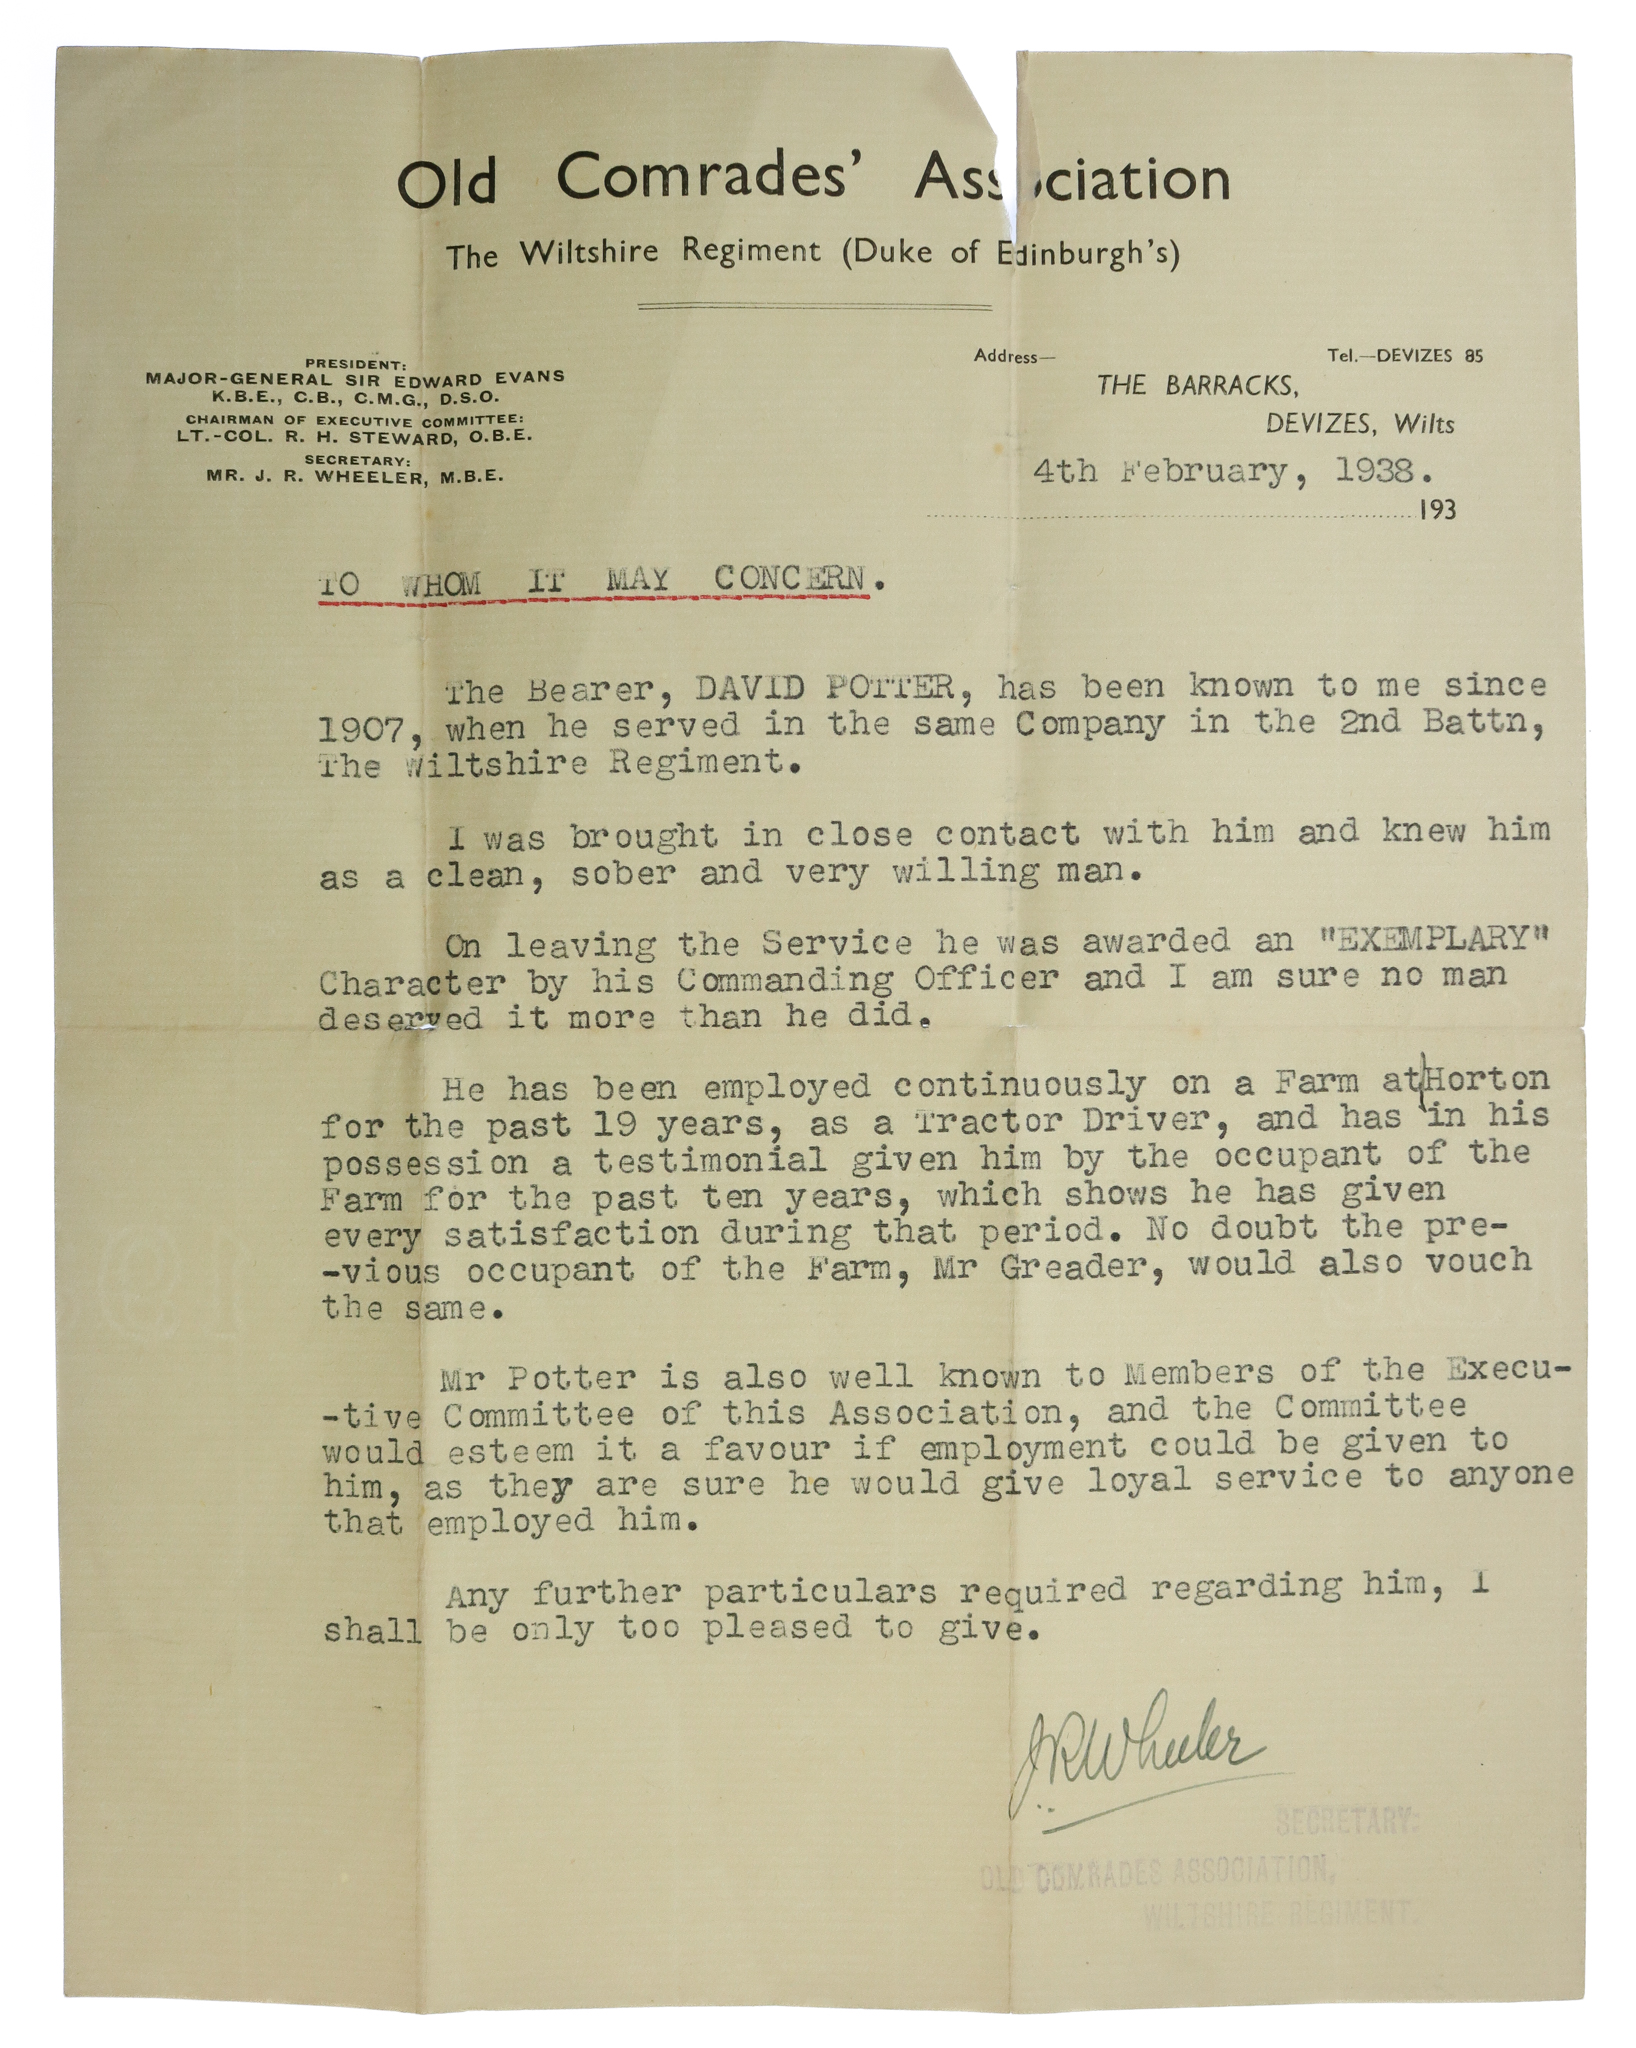 Old Comrades' Association
The Wiltshire Regiment (Duke of Edinburgh's)
PRESIDENT:
MAJOR-GENERAL SIR EDWARD EVANS
K.B.E., C.B., C.M.G., D.S.O.
CHAIRMAN OF EXECUTIVE COMMITTEE:
LT.-COL. R. H. STEWARD, O.B.E.
SECRETARY:
MR. J. R. WHEELER, M.B.E.
Address— Tel.—DEVIZES 85
THE BARRACKS,
DEVIZES, Wilts
4th February, 1938.
193
TO WHOM IT MAY CONCERN.
The Bearer, DAVID POTTER, has been known to me since
1907, when he served in the same Company in the 2nd Battn,
The Wiltshire Regiment.
I was brought in close contact with him and knew him
as a clean, sober and very willing man.
On leaving the Service he was awarded an "EXEMPLARY"
Character by his Commanding Officer and I am sure no man
deserved it more than he did.
He has been employed continuously on a Farm at Horton
for the past 19 years, as a Tractor Driver, and has in his
possession a testimonial given him by the occupant of the
Farm for the past ten years, which shows he has given
every satisfaction during that period. No doubt the pre-
-vious occupant of the Farm, Mr Greader, would also vouch
the same.
Mr Potter is also well known to Members of the Execu-
-tive Committee of this Association, and the Committee
would esteem it a favour if employment could be given to
him, as they are sure he would give loyal service to anyone
that employed him.
Any further particulars required regarding him, I
shall be only too pleased to give.
JRWheeler
SECRETARY:
OLD COMRADES ASSOCIATION,
WILTSHIRE REGIMENT.